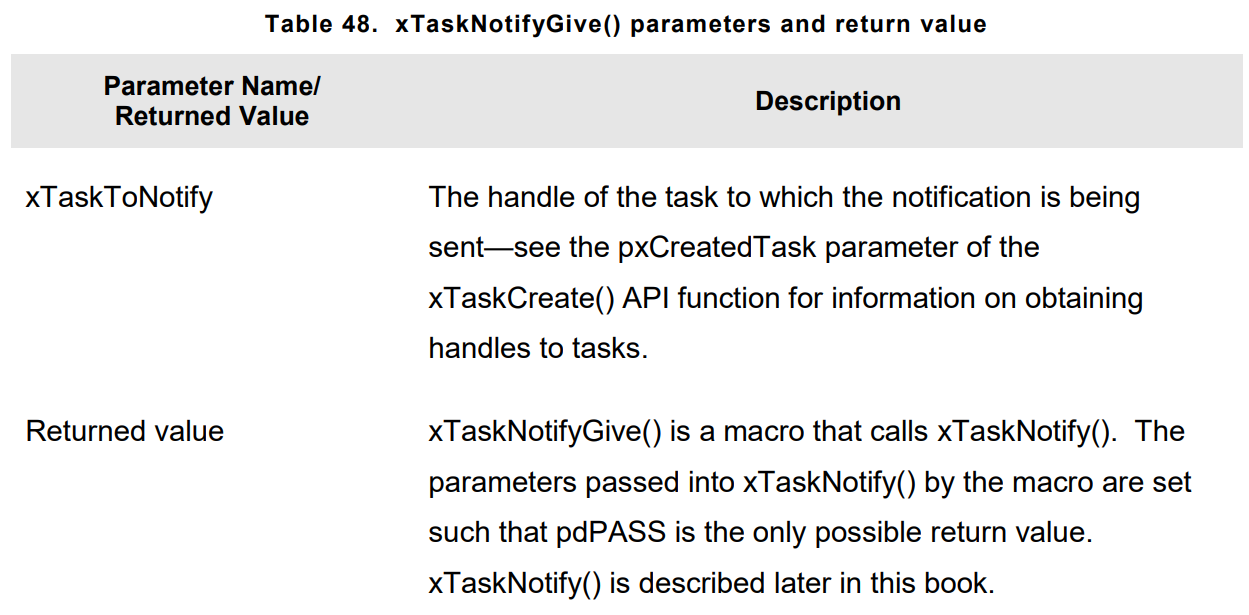 Table 48. xTaskNotifyGive() parameters and return value
Parameter Name/
Returned Value
Description
xTaskToNotify
The handle of the task to which the notification is being
sent—see the pxCreatedTask parameter of the
xTaskCreate() API function for information on obtaining
handles to tasks.
Returned value
xTaskNotifyGive() is a macro that calls xTaskNotify(). The
parameters passed into xTaskNotify() by the macro are set
such that pdPASS is the only possible return value.
xTaskNotify() is described later in this book.